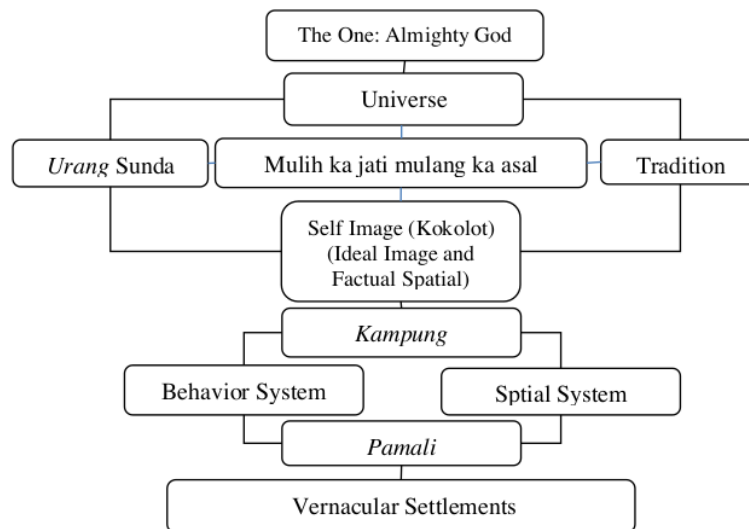 The One: Almighty God
Universe
Urang Sunda
Mulih ka jati mulang ka asal
Tradition
Self Image (Kokolot)
(Ideal Image and
Factual Spatial)
Kampung
Behavior System
Sptial System
Pamali
Vernacular Settlements